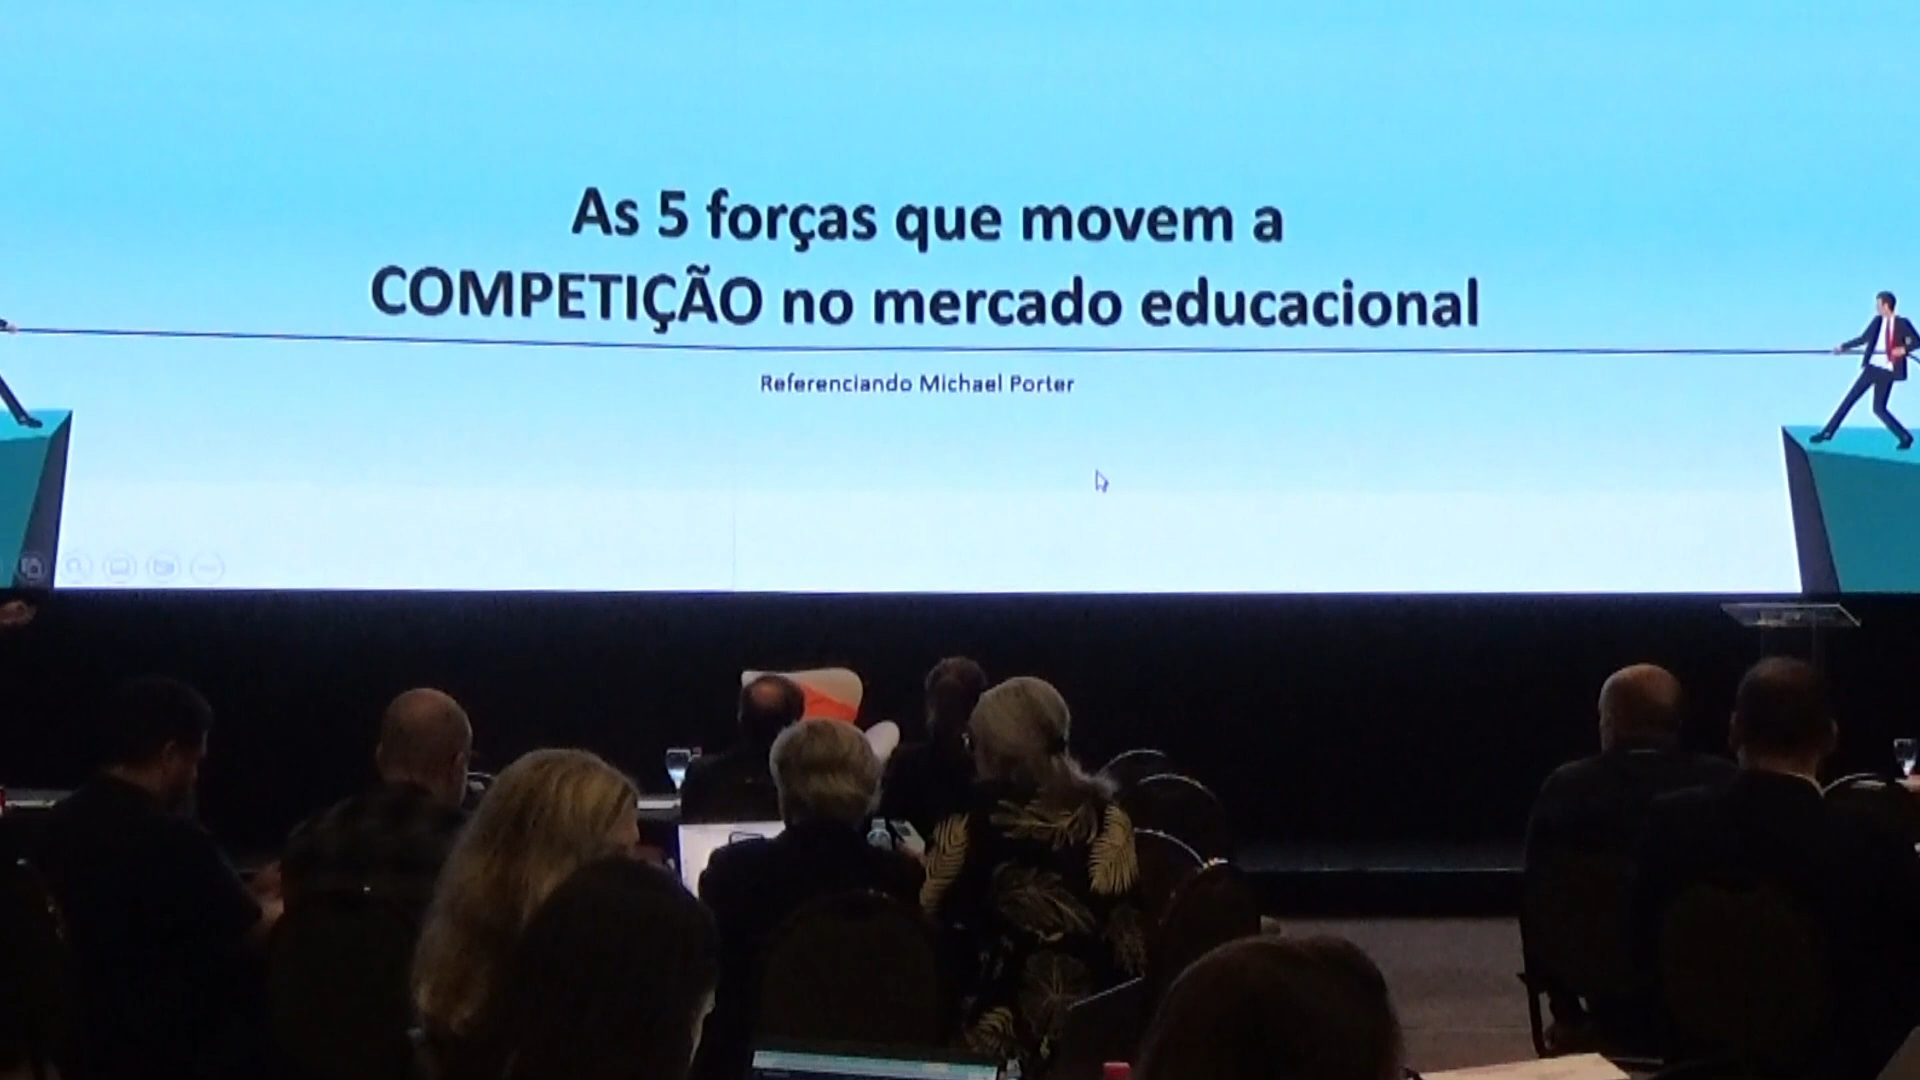 As 5 forças que movem a
COMPETIÇÃO no mercado educacional
Referenciando Michael Porter